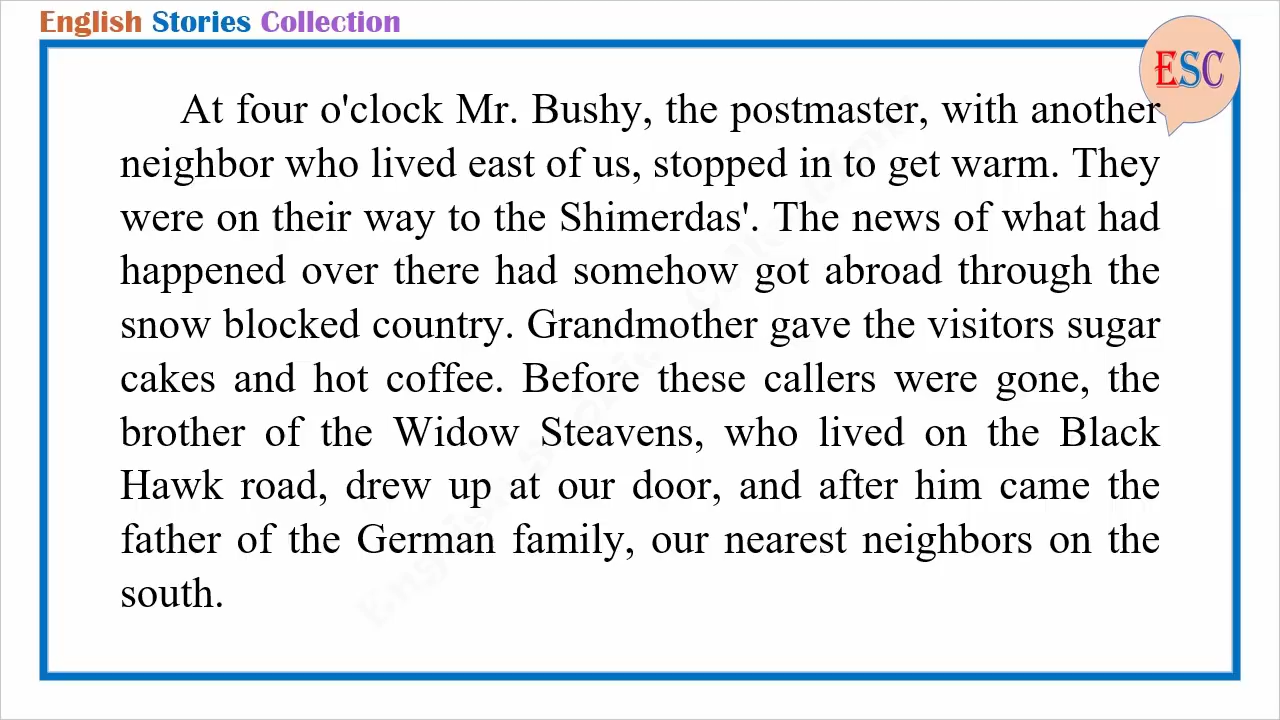 English Stories Collection
ESC
At four o'clock Mr. Bushy, the postmaster, with another
neighbor who lived east of us, stopped in to get warm. They
were on their way to the Shimerdas'. The news of what had
happened over there had somehow got abroad through the
snow blocked country. Grandmother gave the visitors sugar
cakes and hot coffee. Before these callers were gone, the
brother of the Widow Steavens, who lived on the Black
Hawk road, drew up at our door, and after him came the
father of the German family, our nearest neighbors on the
south.